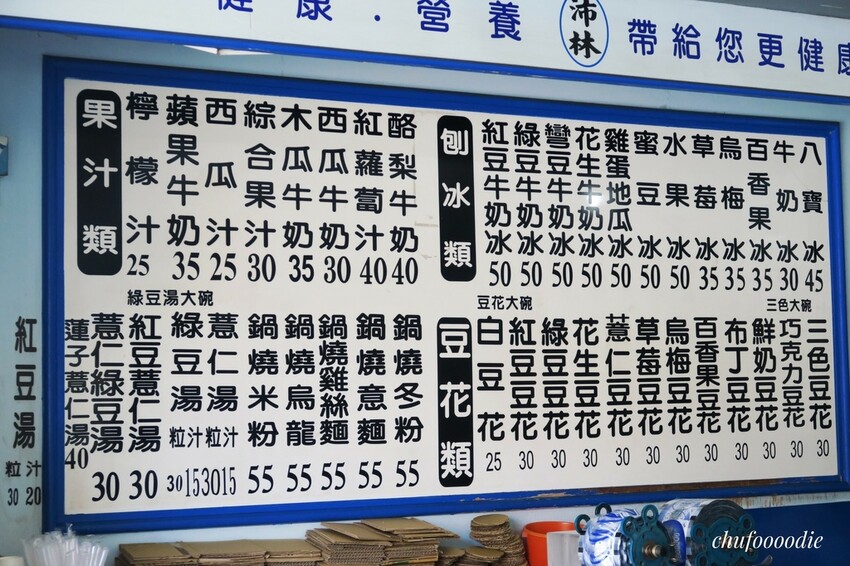 健康．營養
沛林
帶給您更健康
果汁類
檸檬汁 25
蘋果牛奶 35
西瓜汁 25
綜合果汁 30
木瓜牛奶 35
西瓜牛奶 30
紅蘿蔔汁 40
酪梨牛奶 40
刨冰類
紅豆牛奶冰 50
綠豆牛奶冰 50
彎豆牛奶冰 50
花生牛奶冰 50
雞蛋地瓜冰 50
蜜豆冰 50
水果冰 50
草莓冰 35
烏梅冰 35
百香果冰 35
牛奶冰 30
八寶冰 45
紅豆湯 粒30 汁20
綠豆湯大碗
蓮子薏仁湯 40
薏仁綠豆湯 30
紅豆薏仁湯 30
綠豆湯 粒30 汁15
薏仁湯 粒30 汁15
鍋燒米粉 55
鍋燒烏龍 55
鍋燒雞絲麵 55
鍋燒意麵 55
鍋燒冬粉 55
豆花類
豆花大碗
三色大碗
白豆花 25
紅豆豆花 30
綠豆豆花 30
花生豆花 30
薏仁豆花 30
草莓豆花 30
烏梅豆花 30
百香果豆花 30
布丁豆花 30
鮮奶豆花 30
巧克力豆花 30
三色豆花 30
chufoooodie